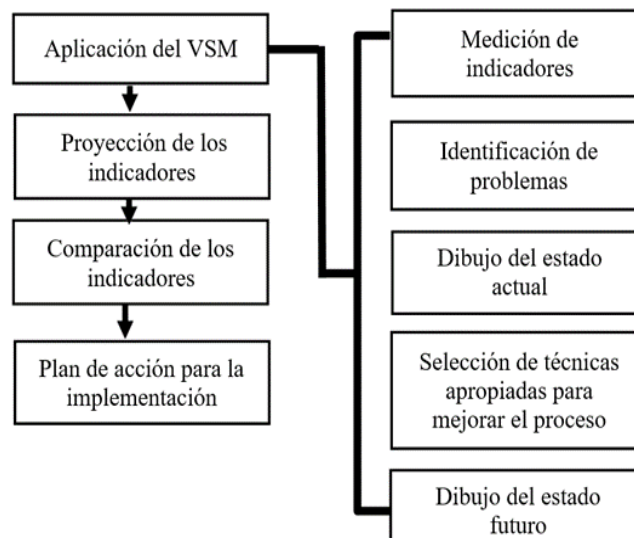 Aplicación del VSM
Proyección de los
indicadores
Comparación de los
indicadores
Plan de acción para la
implementación
Medición de
indicadores
Identificación de
problemas
Dibujo del estado
actual
Selección de técnicas
apropiadas para
mejorar el proceso
Dibujo del estado
futuro